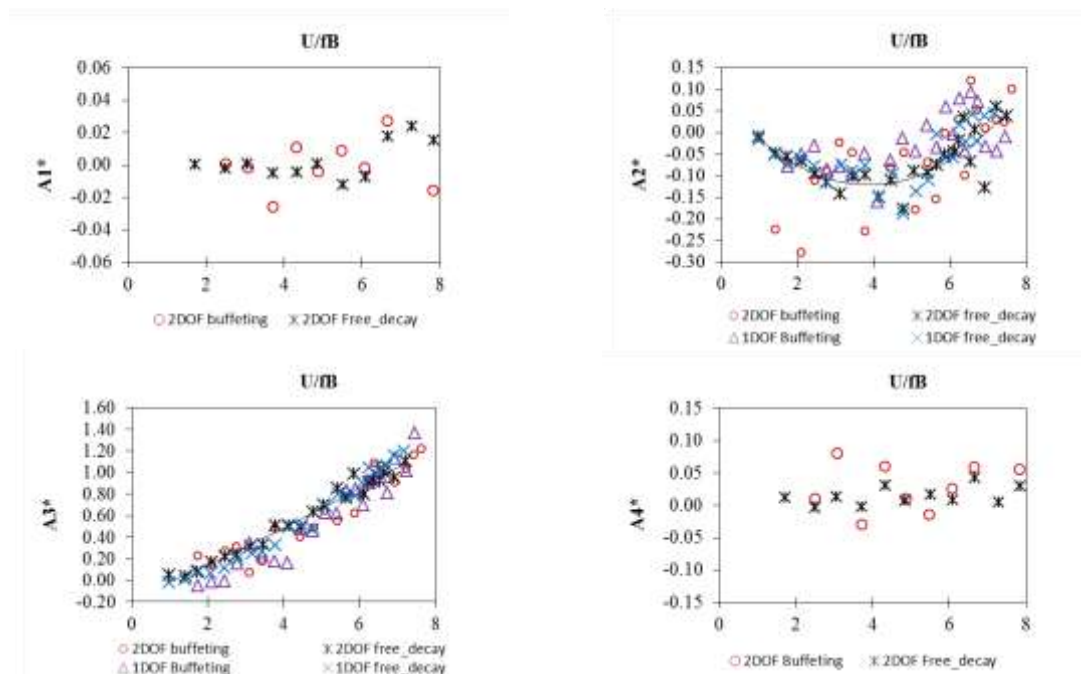 U/fB
A1*
0.06
0.04
0.02
0.00
-0.02
-0.04
-0.06
0 2 4 6 8
2DOF buffeting 2DOF Free_decay
U/fB
A2*
0.15
0.10
0.05
0.00
-0.05
-0.10
-0.15
-0.20
-0.25
-0.30
0 2 4 6 8
2DOF buffeting 2DOF free_decay
1DOF Buffeting 1DOF free_decay
U/fB
A3*
1.60
1.40
1.20
1.00
0.80
0.60
0.40
0.20
0.00
-0.20
0 2 4 6 8
2DOF buffeting 2DOF free_decay
1DOF Buffeting 1DOF free_decay
U/fB
A4*
0.15
0.10
0.05
0.00
-0.05
-0.10
-0.15
0 2 4 6 8
2DOF Buffeting 2DOF Free_decay